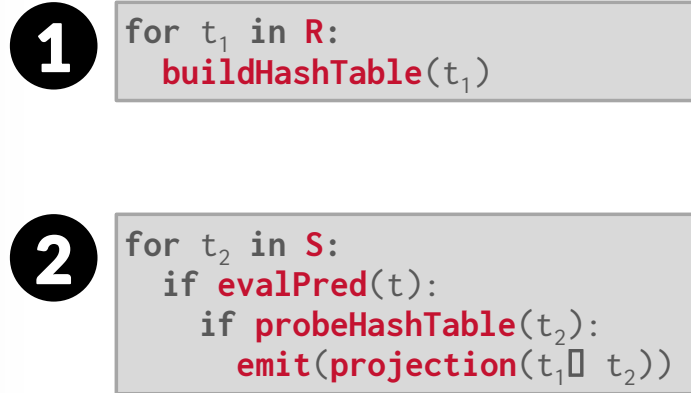 1
for t₁ in R:
buildHashTable(t₁)
2
for t₂ in S:
if evalPred(t):
if probeHashTable(t₂):
emit(projection(t₁▯ t₂))